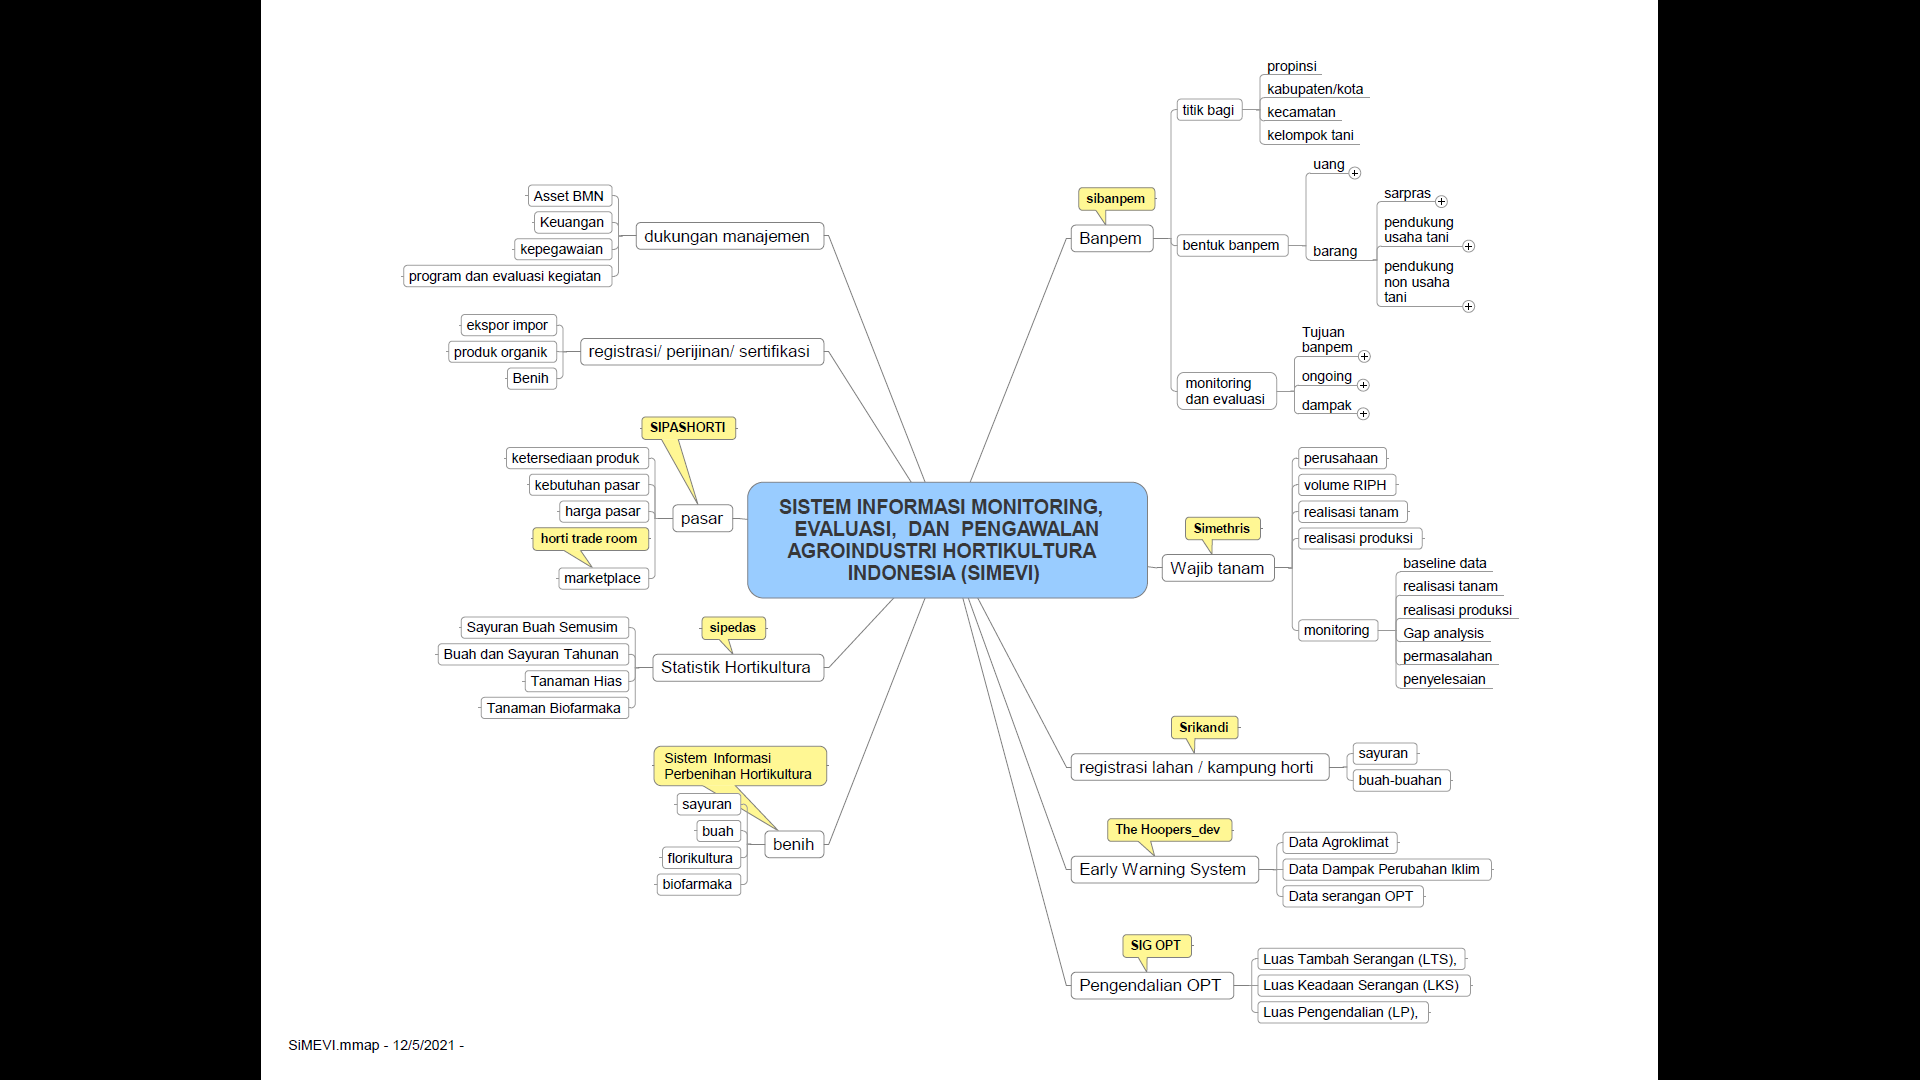 SISTEM INFORMASI MONITORING,
EVALUASI, DAN PENGAWALAN
AGROINDUSTRI HORTIKULTURA
INDONESIA (SIMEVI)
sibanpem
Banpem
titik bagi
propinsi
kabupaten/kota
kecamatan
kelompok tani
bentuk banpem
uang
barang
sarpras
pendukung
usaha tani
pendukung
non usaha
tani
monitoring
dan evaluasi
Tujuan
banpem
ongoing
dampak
Simethris
Wajib tanam
perusahaan
volume RIPH
realisasi tanam
realisasi produksi
monitoring
baseline data
realisasi tanam
realisasi produksi
Gap analysis
permasalahan
penyelesaian
Srikandi
registrasi lahan / kampung horti
sayuran
buah-buahan
The Hoopers_dev
Early Warning System
Data Agroklimat
Data Dampak Perubahan Iklim
Data serangan OPT
SIG OPT
Pengendalian OPT
Luas Tambah Serangan (LTS),
Luas Keadaan Serangan (LKS)
Luas Pengendalian (LP),
dukungan manajemen
Asset BMN
Keuangan
kepegawaian
program dan evaluasi kegiatan
registrasi/ perijinan/ sertifikasi
ekspor impor
produk organik
Benih
SIPASHORTI
pasar
ketersediaan produk
kebutuhan pasar
harga pasar
horti trade room
marketplace
sipedas
Statistik Hortikultura
Sayuran Buah Semusim
Buah dan Sayuran Tahunan
Tanaman Hias
Tanaman Biofarmaka
Sistem Informasi
Perbenihan Hortikultura
benih
sayuran
buah
florikultura
biofarmaka
SiMEVI.mmap - 12/5/2021 -